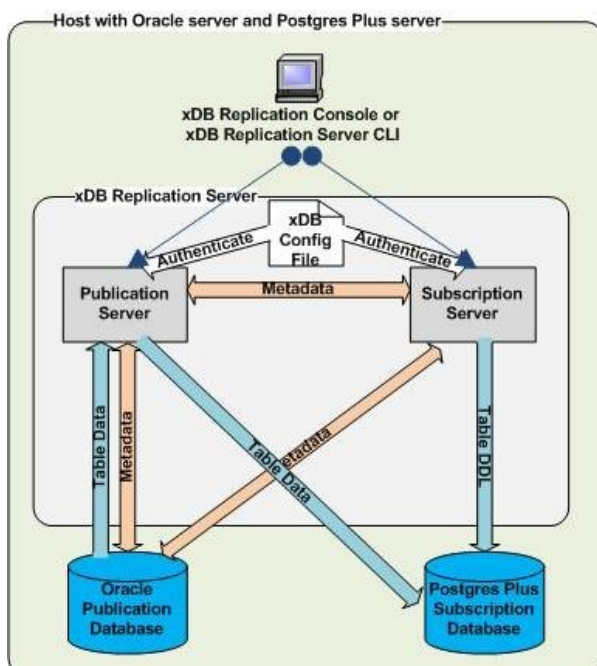 Host with Oracle server and Postgres Plus server
xDB Replication Console or
xDB Replication Server CLI
xDB Replication Server
xDB
Config
File
Authenticate
Authenticate
Publication
Server
Metadata
Subscription
Server
Table Data
Metadata
Table Data
Metadata
Table DDL
Oracle
Publication
Database
Postgres Plus
Subscription
Database